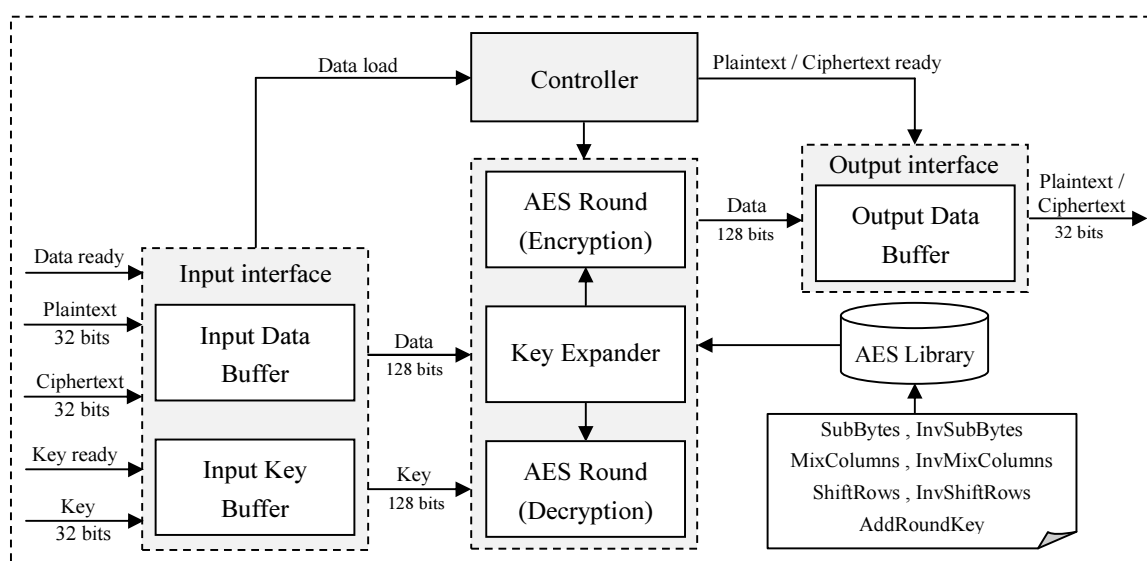 Data load
Controller
Plaintext / Ciphertext ready
Output interface
Output Data
Buffer
Plaintext /
Ciphertext
32 bits
AES Round
(Encryption)
Data
128 bits
Data ready
Plaintext
32 bits
Ciphertext
32 bits
Key ready
Key
32 bits
Input interface
Input Data
Buffer
Input Key
Buffer
Data
128 bits
Key
128 bits
Key Expander
AES Round
(Decryption)
AES Library
SubBytes , InvSubBytes
MixColumns , InvMixColumns
ShiftRows , InvShiftRows
AddRoundKey